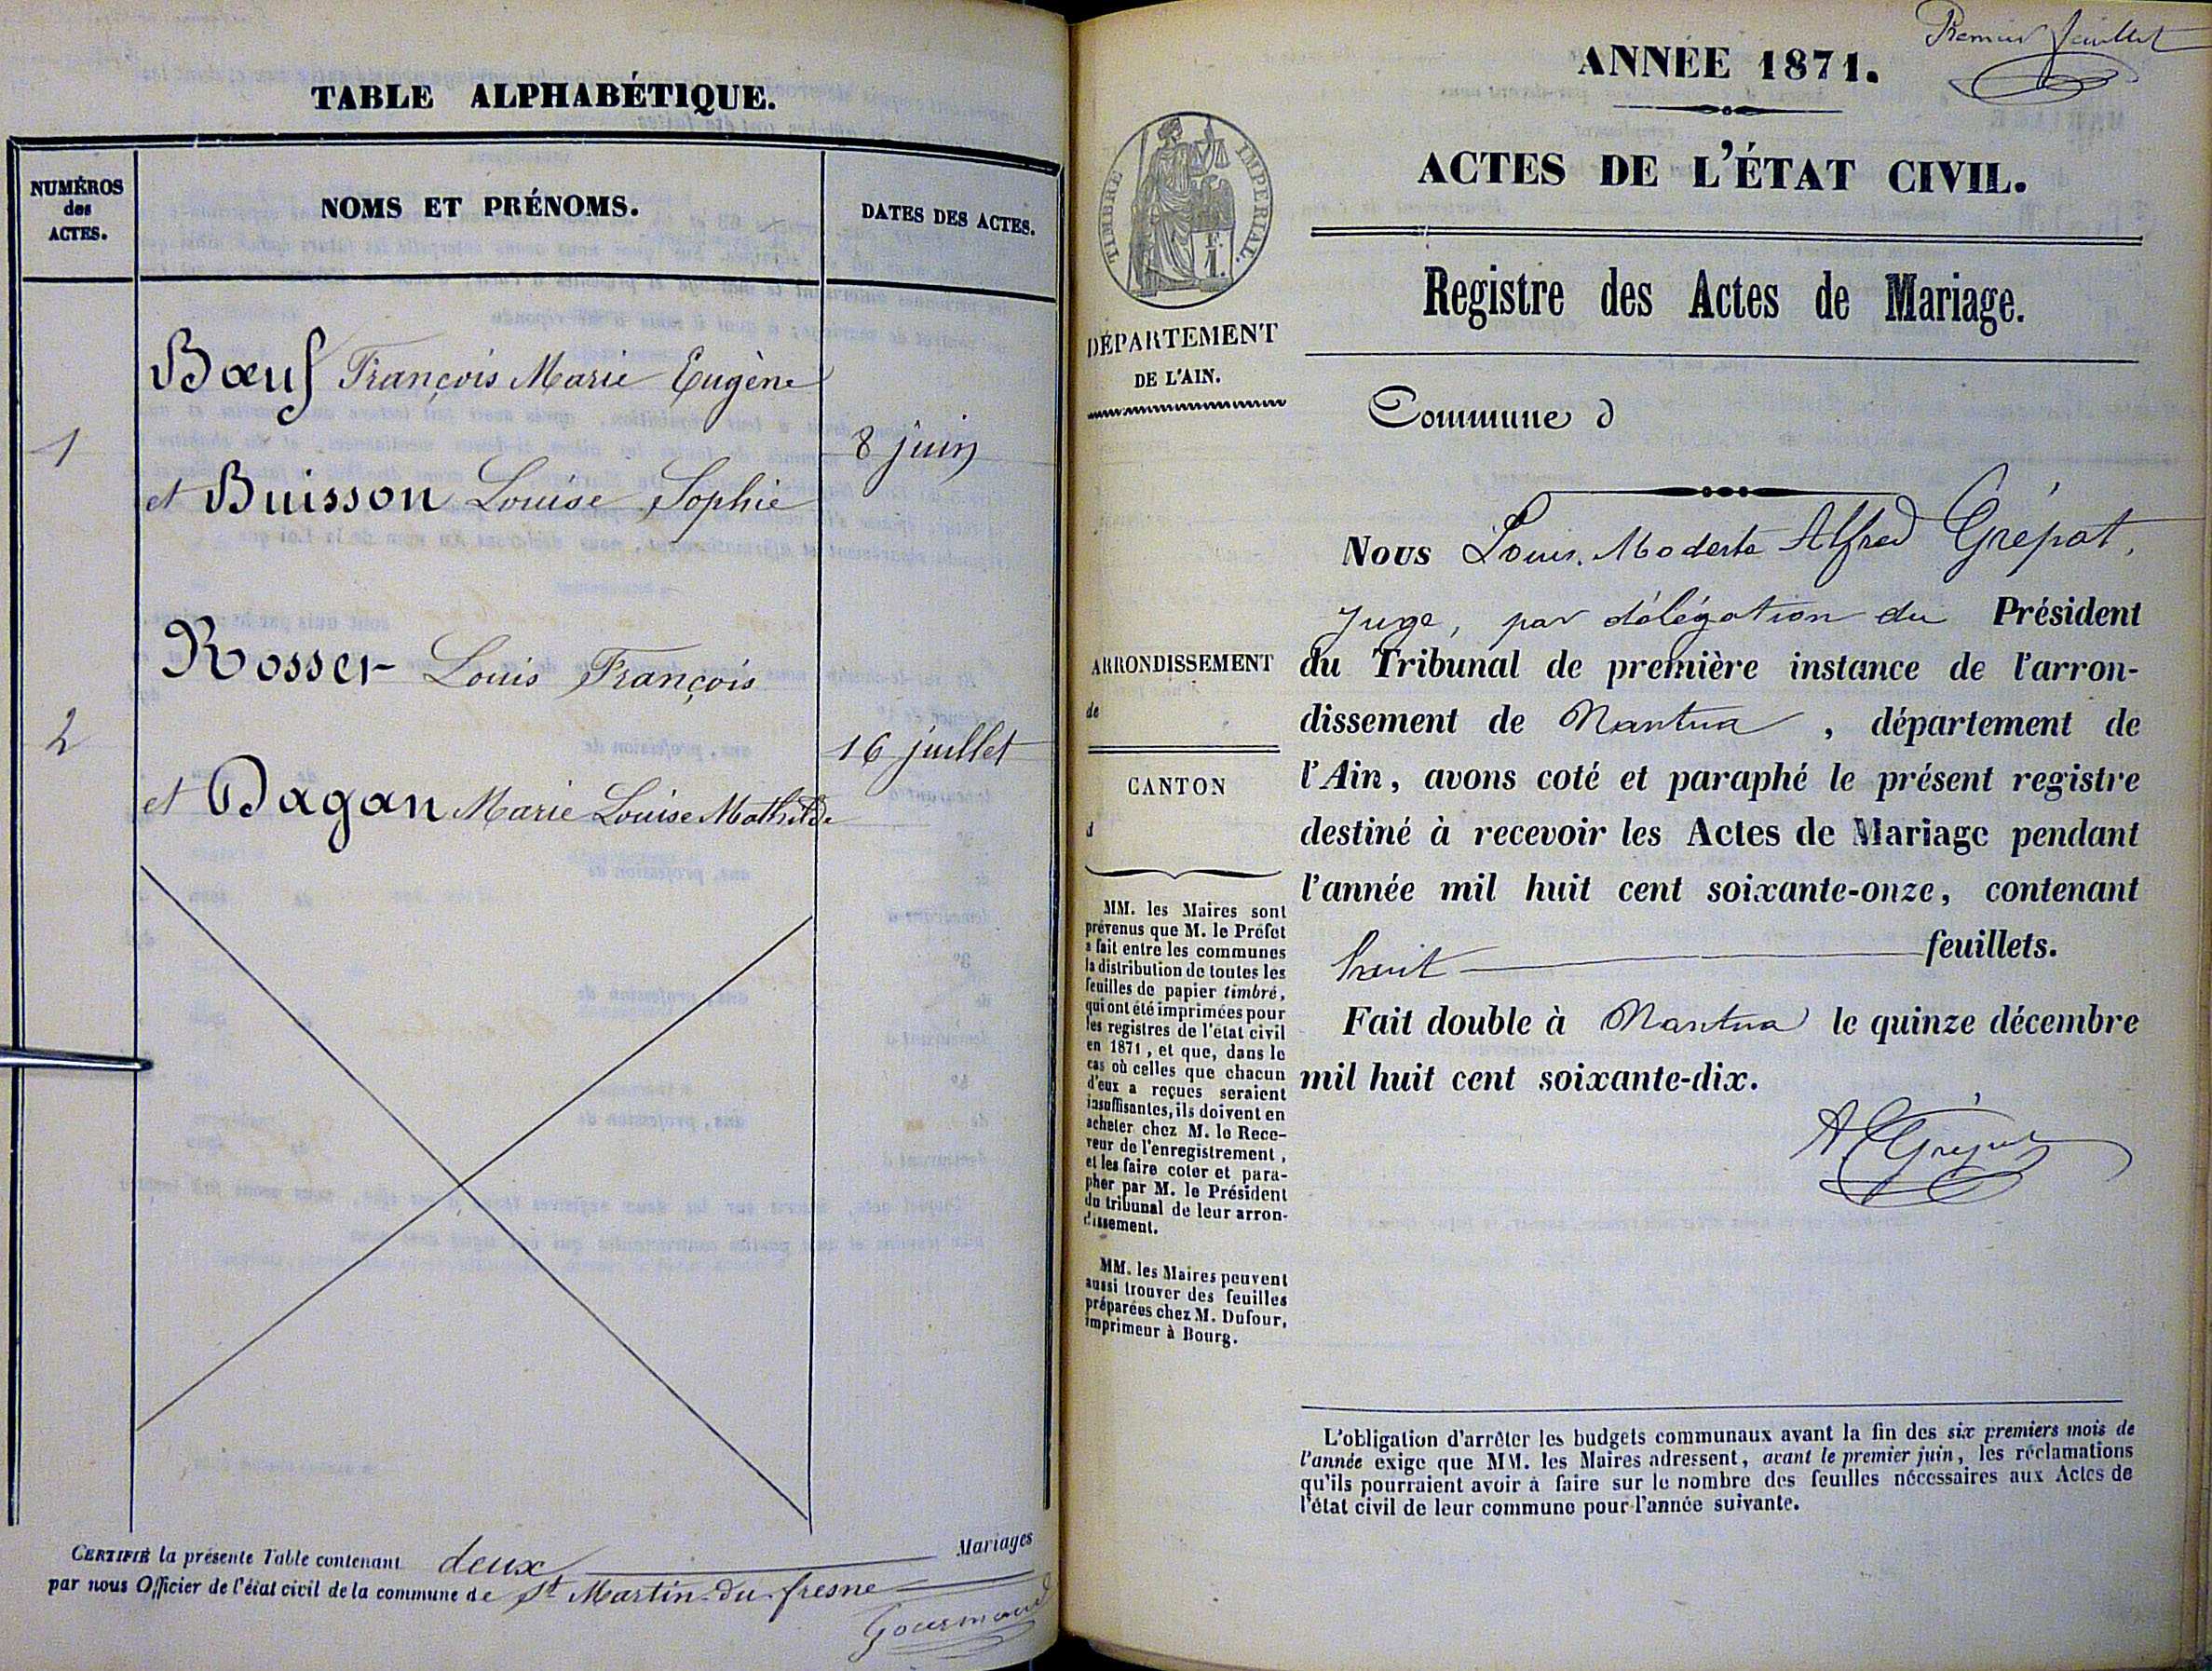 TABLE ALPHABÉTIQUE.
NUMÉROS
des
ACTES.
NOMS ET PRÉNOMS.
DATES DES ACTES.
Bœuf François Marie Eugène
1
8 juin
et Buisson Louise Sophie
Rosser Louis François
2
16 juillet
et Dagan Marie Louise Mathilde
CERTIFIÉ la présente Table contenant deux Mariages
par nous Officier de l'état civil de la commune de St Martin-du-fresne
Gourmand
Premier feuillet
ANNÉE 1871.
TIMBRE IMPERIAL.
1 F.
ACTES DE L'ÉTAT CIVIL.
Registre des Actes de Mariage.
DÉPARTEMENT
DE L'AIN.
Commune d
ARRONDISSEMENT
de
CANTON
d
MM. les Maires sont
prévenus que M. le Préfet
a fait entre les communes
la distribution de toutes les
feuilles de papier timbré,
qui ont été imprimées pour
les registres de l'état civil
en 1871, et que, dans le
cas où celles que chacun
d'eux a reçues seraient
insuffisantes, ils doivent en
acheter chez M. le Rece-
veur de l'enregistrement,
et les faire coter et para-
pher par M. le Président
du tribunal de leur arron-
dissement.
MM. les Maires peuvent
aussi trouver des feuilles
préparées chez M. Dufour,
imprimeur à Bourg.
Nous Louis Modeste Alfred Grépat,
Juge, par délégation du Président
du Tribunal de première instance de l'arron-
dissement de Nantua, département de
l'Ain, avons coté et paraphé le présent registre
destiné à recevoir les Actes de Mariage pendant
l'année mil huit cent soixante-onze, contenant
huit feuillets.
Fait double à Nantua le quinze décembre
mil huit cent soixante-dix.
A Grépat
L'obligation d'arrêter les budgets communaux avant la fin des six premiers mois de
l'année exige que MM. les Maires adressent, avant le premier juin, les réclamations
qu'ils pourraient avoir à faire sur le nombre des feuilles nécessaires aux Actes de
l'état civil de leur commune pour l'année suivante.